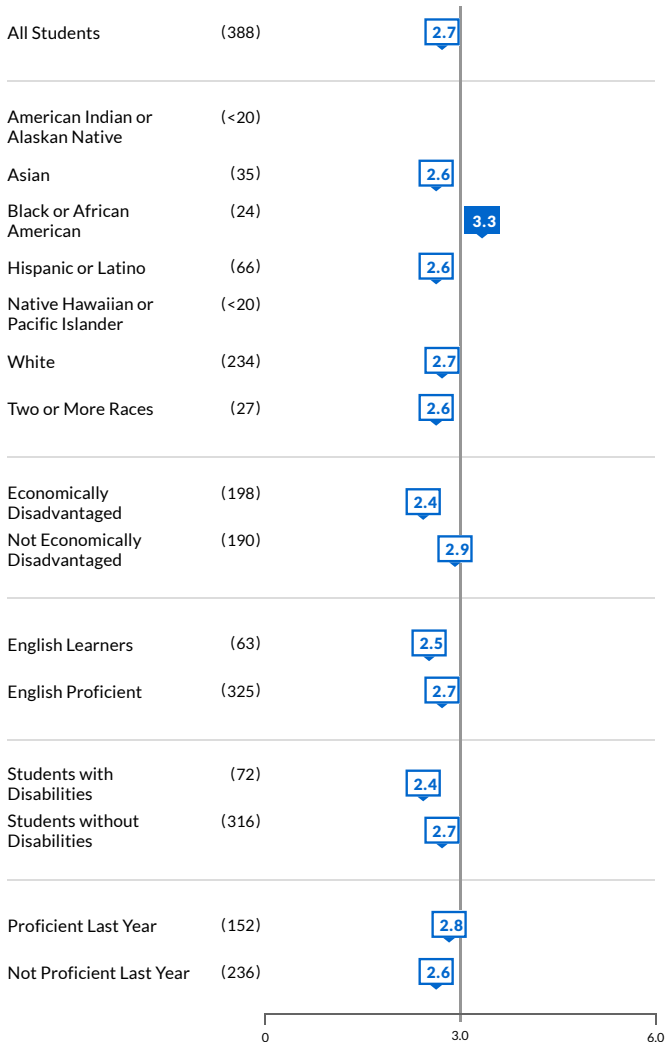 All Students (388) 2.7
American Indian or (<20)
Alaskan Native
Asian (35) 2.6
Black or African (24) 3.3
American
Hispanic or Latino (66) 2.6
Native Hawaiian or (<20)
Pacific Islander
White (234) 2.7
Two or More Races (27) 2.6
Economically (198) 2.4
Disadvantaged
Not Economically (190) 2.9
Disadvantaged
English Learners (63) 2.5
English Proficient (325) 2.7
Students with (72) 2.4
Disabilities
Students without (316) 2.7
Disabilities
Proficient Last Year (152) 2.8
Not Proficient Last Year (236) 2.6
0 3.0 6.0